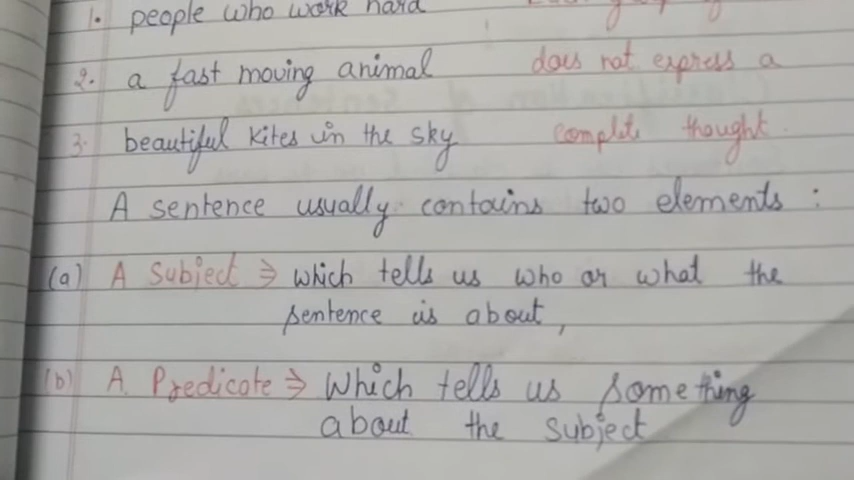 1. people who work hard
2. a fast moving animal does not express a
3. beautiful kites in the sky complete thought.
A sentence usually contains two elements :
(a) A Subject ⇒ which tells us who or what the
sentence is about,
(b) A Predicate ⇒ Which tells us something
about the subject